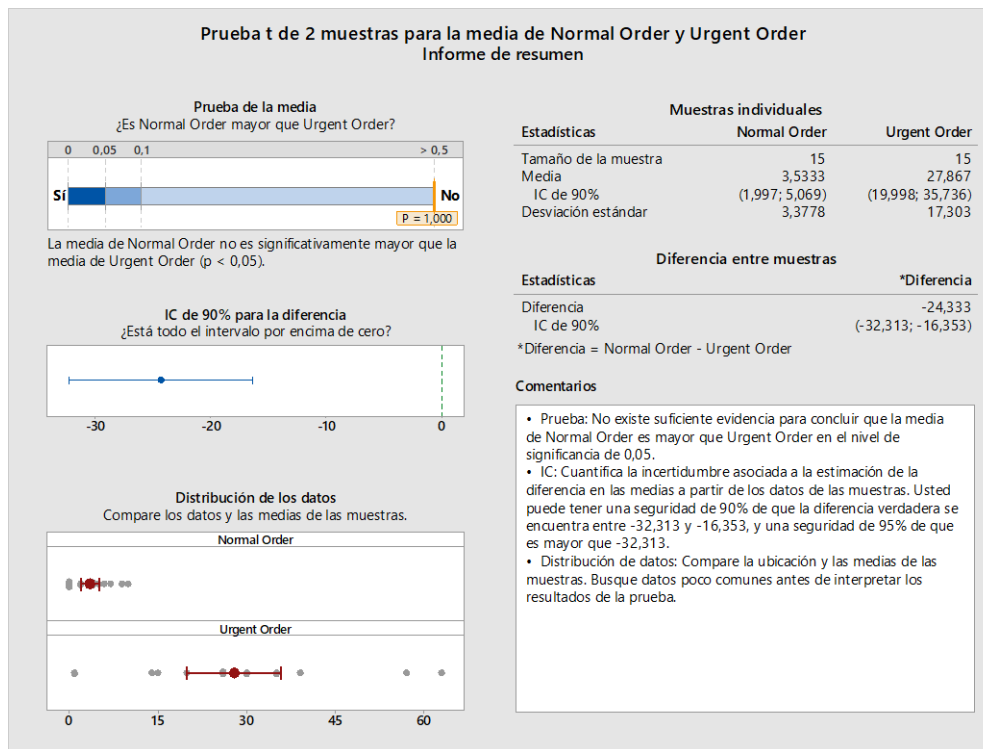 Prueba t de 2 muestras para la media de Normal Order y Urgent Order
Informe de resumen
Prueba de la media
¿Es Normal Order mayor que Urgent Order?
0 0,05 0,1 > 0,5
Sí No
P = 1,000
La media de Normal Order no es significativamente mayor que la
media de Urgent Order (p < 0,05).
IC de 90% para la diferencia
¿Está todo el intervalo por encima de cero?
-30 -20 -10 0
Distribución de los datos
Compare los datos y las medias de las muestras.
Normal Order
Urgent Order
0 15 30 45 60
Muestras individuales
Estadísticas Normal Order Urgent Order
Tamaño de la muestra 15 15
Media 3,5333 27,867
IC de 90% (1,997; 5,069) (19,998; 35,736)
Desviación estándar 3,3778 17,303
Diferencia entre muestras
Estadísticas *Diferencia
Diferencia -24,333
IC de 90% (-32,313; -16,353)
*Diferencia = Normal Order - Urgent Order
Comentarios
• Prueba: No existe suficiente evidencia para concluir que la media
de Normal Order es mayor que Urgent Order en el nivel de
significancia de 0,05.
• IC: Cuantifica la incertidumbre asociada a la estimación de la
diferencia en las medias a partir de los datos de las muestras. Usted
puede tener una seguridad de 90% de que la diferencia verdadera se
encuentra entre -32,313 y -16,353, y una seguridad de 95% de que
es mayor que -32,313.
• Distribución de datos: Compare la ubicación y las medias de las
muestras. Busque datos poco comunes antes de interpretar los
resultados de la prueba.